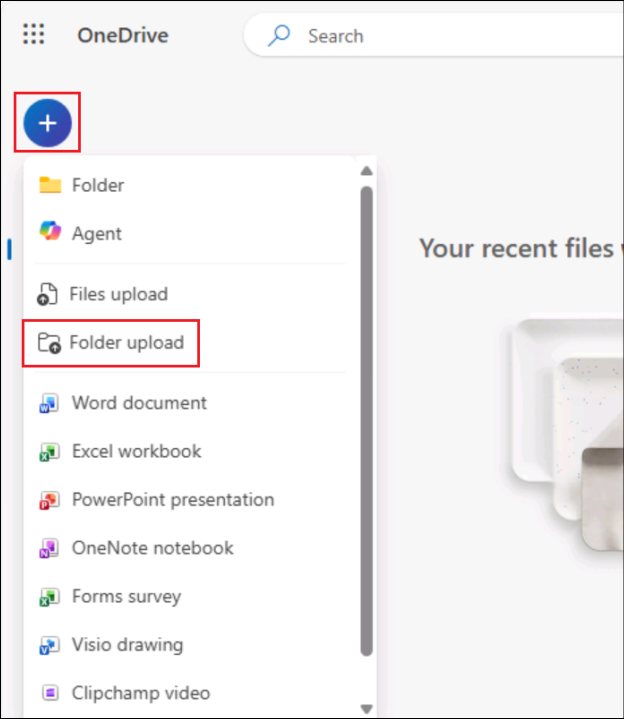 OneDrive
Search
+
Folder
Agent
Your recent files
Files upload
Folder upload
Word document
Excel workbook
PowerPoint presentation
OneNote notebook
Forms survey
Visio drawing
Clipchamp video